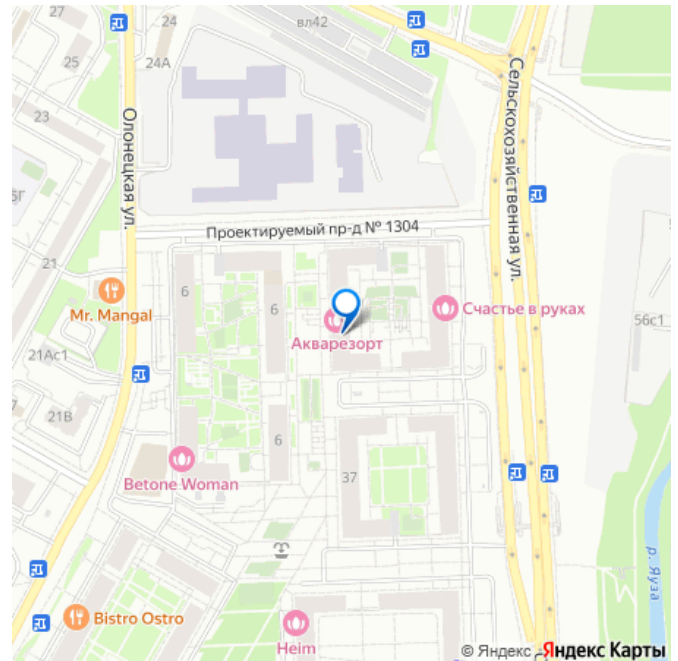 27
24
вл42
25
24А
23
Олонецкая ул.
Сельскохозяйственная ул.
5Г
Проектируемый пр-д № 1304
21
6
6
Mr. Mangal
Счастье в руках
56с1
Акварезорт
21Ас1
21В
6
37
Betone Woman
р. Яуза
Bistro Ostro
Heim
© Яндекс Яндекс Карты